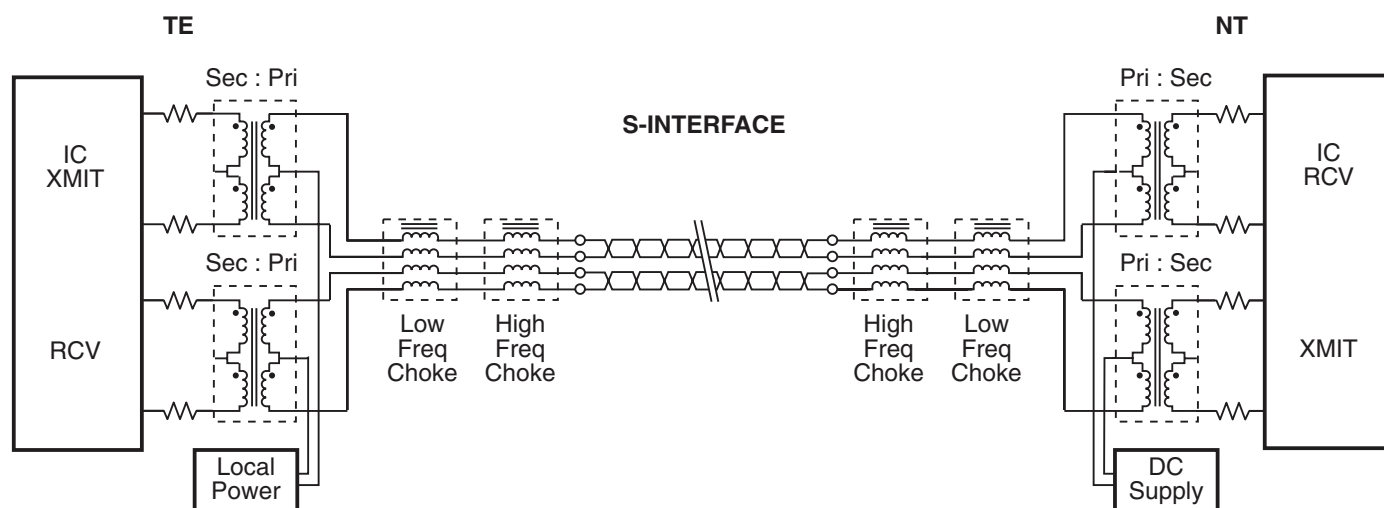 TE
NT
Sec : Pri
Pri : Sec
S-INTERFACE
IC
XMIT
IC
RCV
Sec : Pri
Pri : Sec
RCV
XMIT
Low
Freq
Choke
High
Freq
Choke
High
Freq
Choke
Low
Freq
Choke
Local
Power
DC
Supply